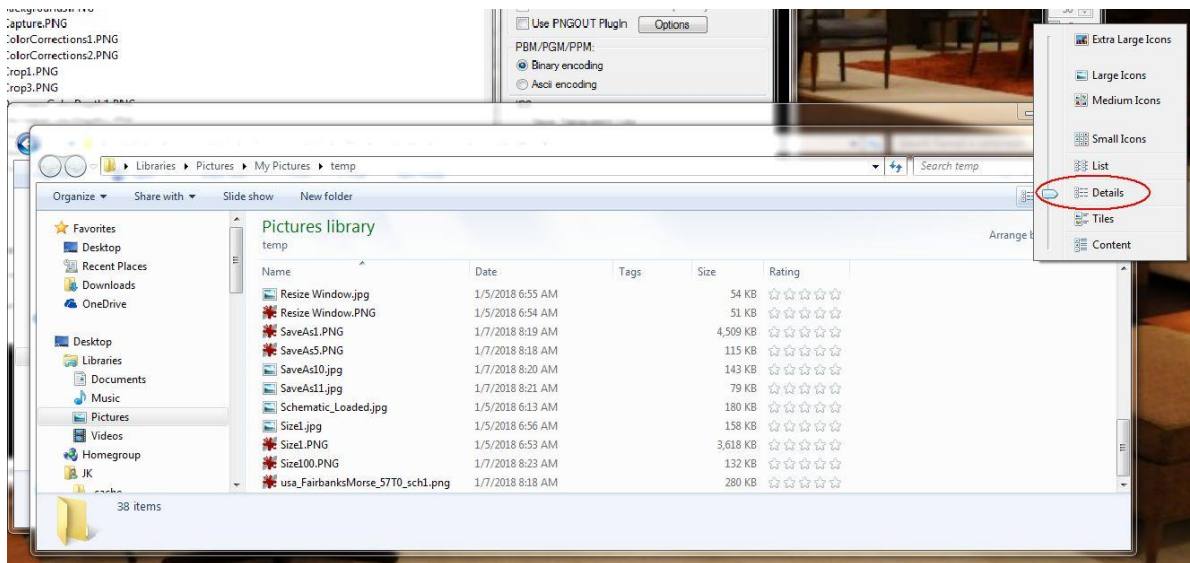 Capture.PNG
ColorCorrections1.PNG
ColorCorrections2.PNG
Crop1.PNG
Crop3.PNG
Use PNGOUT Plugin
Options
PBM/PGM/PPM:
Binary encoding
Ascii encoding
Extra Large Icons
Large Icons
Medium Icons
Small Icons
List
Details
Tiles
Content
Libraries Pictures My Pictures temp
Search temp
Organize Share with Slide show New folder
Favorites
Desktop
Recent Places
Downloads
OneDrive
Desktop
Libraries
Documents
Music
Pictures
Videos
Homegroup
JK
Pictures library
temp
Arrange
Name Date Tags Size Rating
Resize Window.jpg 1/5/2018 6:55 AM 54 KB
Resize Window.PNG 1/5/2018 6:54 AM 51 KB
SaveAs1.PNG 1/7/2018 8:19 AM 4,509 KB
SaveAs5.PNG 1/7/2018 8:18 AM 115 KB
SaveAs10.jpg 1/7/2018 8:20 AM 143 KB
SaveAs11.jpg 1/7/2018 8:21 AM 79 KB
Schematic_Loaded.jpg 1/5/2018 6:13 AM 180 KB
Size1.jpg 1/5/2018 6:56 AM 158 KB
Size1.PNG 1/5/2018 6:53 AM 3,618 KB
Size100.PNG 1/7/2018 8:23 AM 132 KB
usa_FairbanksMorse_57T0_sch1.png 1/7/2018 8:18 AM 280 KB
38 items